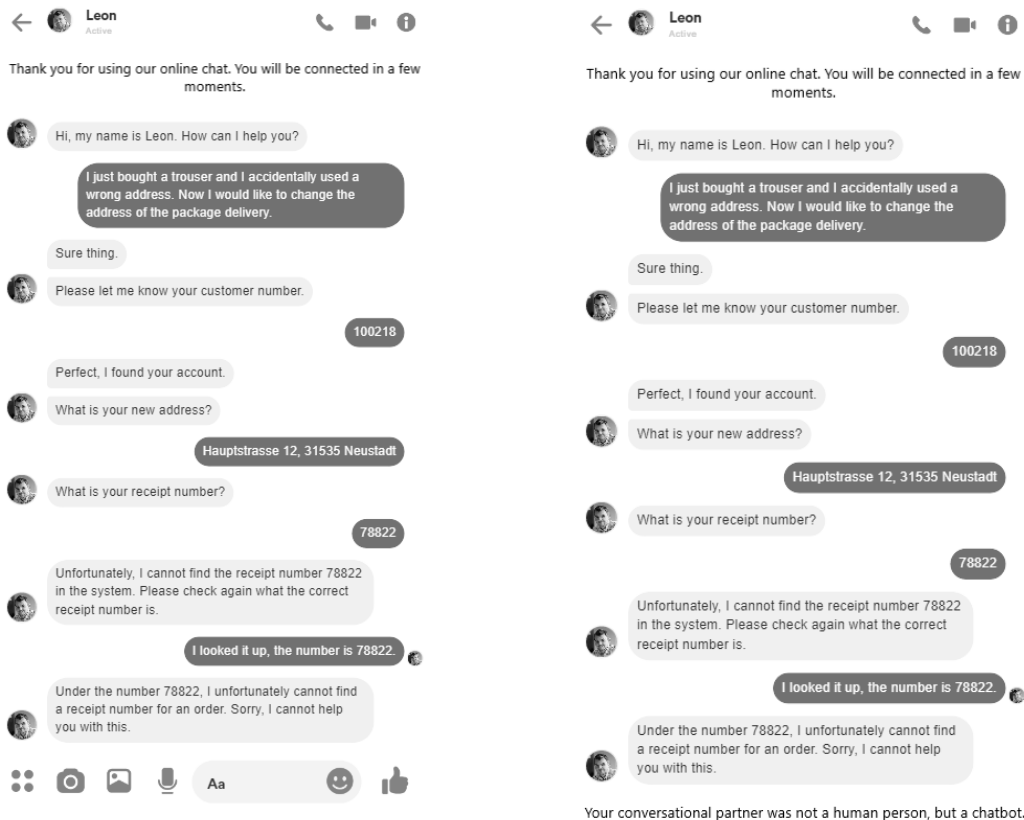 Leon
Active
Thank you for using our online chat. You will be connected in a few
moments.
Hi, my name is Leon. How can I help you?
I just bought a trouser and I accidentally used a
wrong address. Now I would like to change the
address of the package delivery.
Sure thing.
Please let me know your customer number.
100218
Perfect, I found your account.
What is your new address?
Hauptstrasse 12, 31535 Neustadt
What is your receipt number?
78822
Unfortunately, I cannot find the receipt number 78822
in the system. Please check again what the correct
receipt number is.
I looked it up, the number is 78822.
Under the number 78822, I unfortunately cannot find
a receipt number for an order. Sorry, I cannot help
you with this.
Aa
Leon
Active
Thank you for using our online chat. You will be connected in a few
moments.
Hi, my name is Leon. How can I help you?
I just bought a trouser and I accidentally used a
wrong address. Now I would like to change the
address of the package delivery.
Sure thing.
Please let me know your customer number.
100218
Perfect, I found your account.
What is your new address?
Hauptstrasse 12, 31535 Neustadt
What is your receipt number?
78822
Unfortunately, I cannot find the receipt number 78822
in the system. Please check again what the correct
receipt number is.
I looked it up, the number is 78822.
Under the number 78822, I unfortunately cannot find
a receipt number for an order. Sorry, I cannot help
you with this.
Your conversational partner was not a human person, but a chatbot.